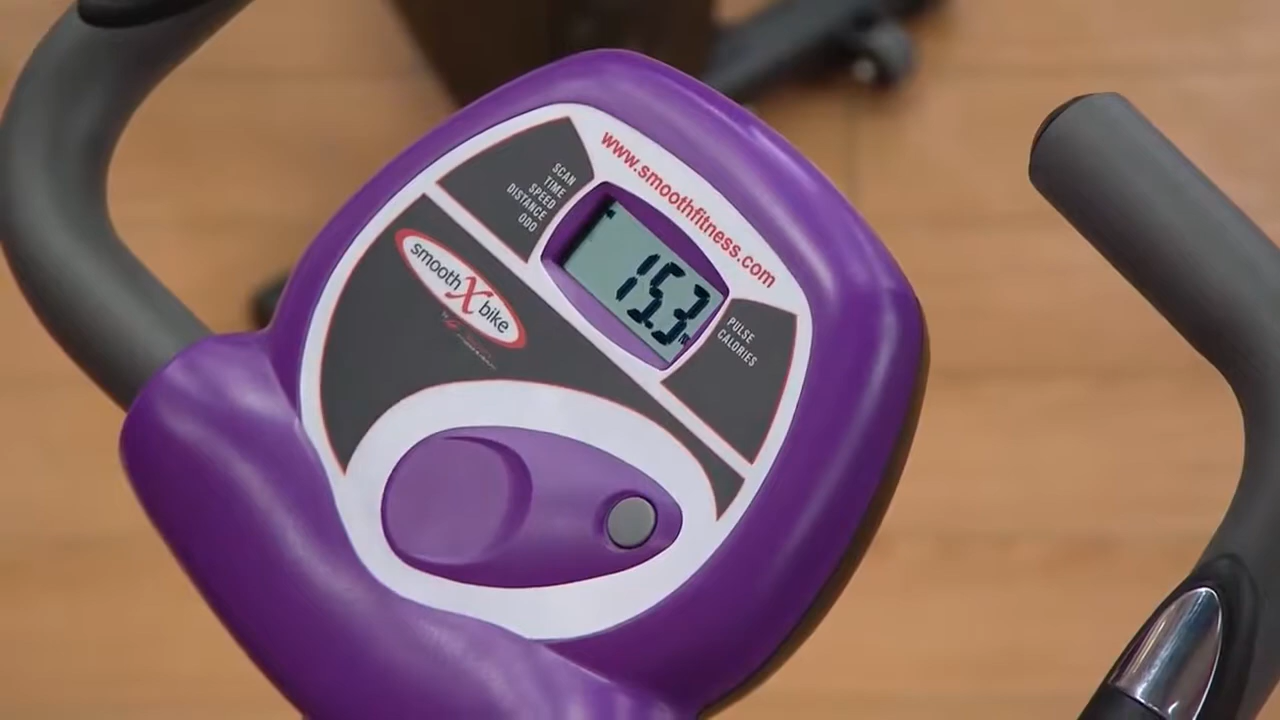 www.smoothfitness.com
SCAN
TIME
SPEED
DISTANCE
ODO
15.3
PULSE
CALORIES
smooth X bike